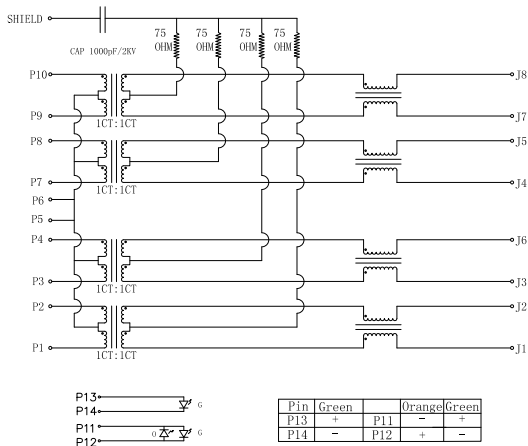 SHIELD
CAP 1000pF/2KV
75 OHM
75 OHM
75 OHM
75 OHM
P10
J8
P9
J7
1CT:1CT
P8
J5
P7
J4
1CT:1CT
P6
P5
P4
J6
P3
J3
1CT:1CT
P2
J2
P1
J1
1CT:1CT
P13
G
P14
P11
O G
P12
Pin Green Orange Green
P13 + P11 - +
P14 - P12 + -